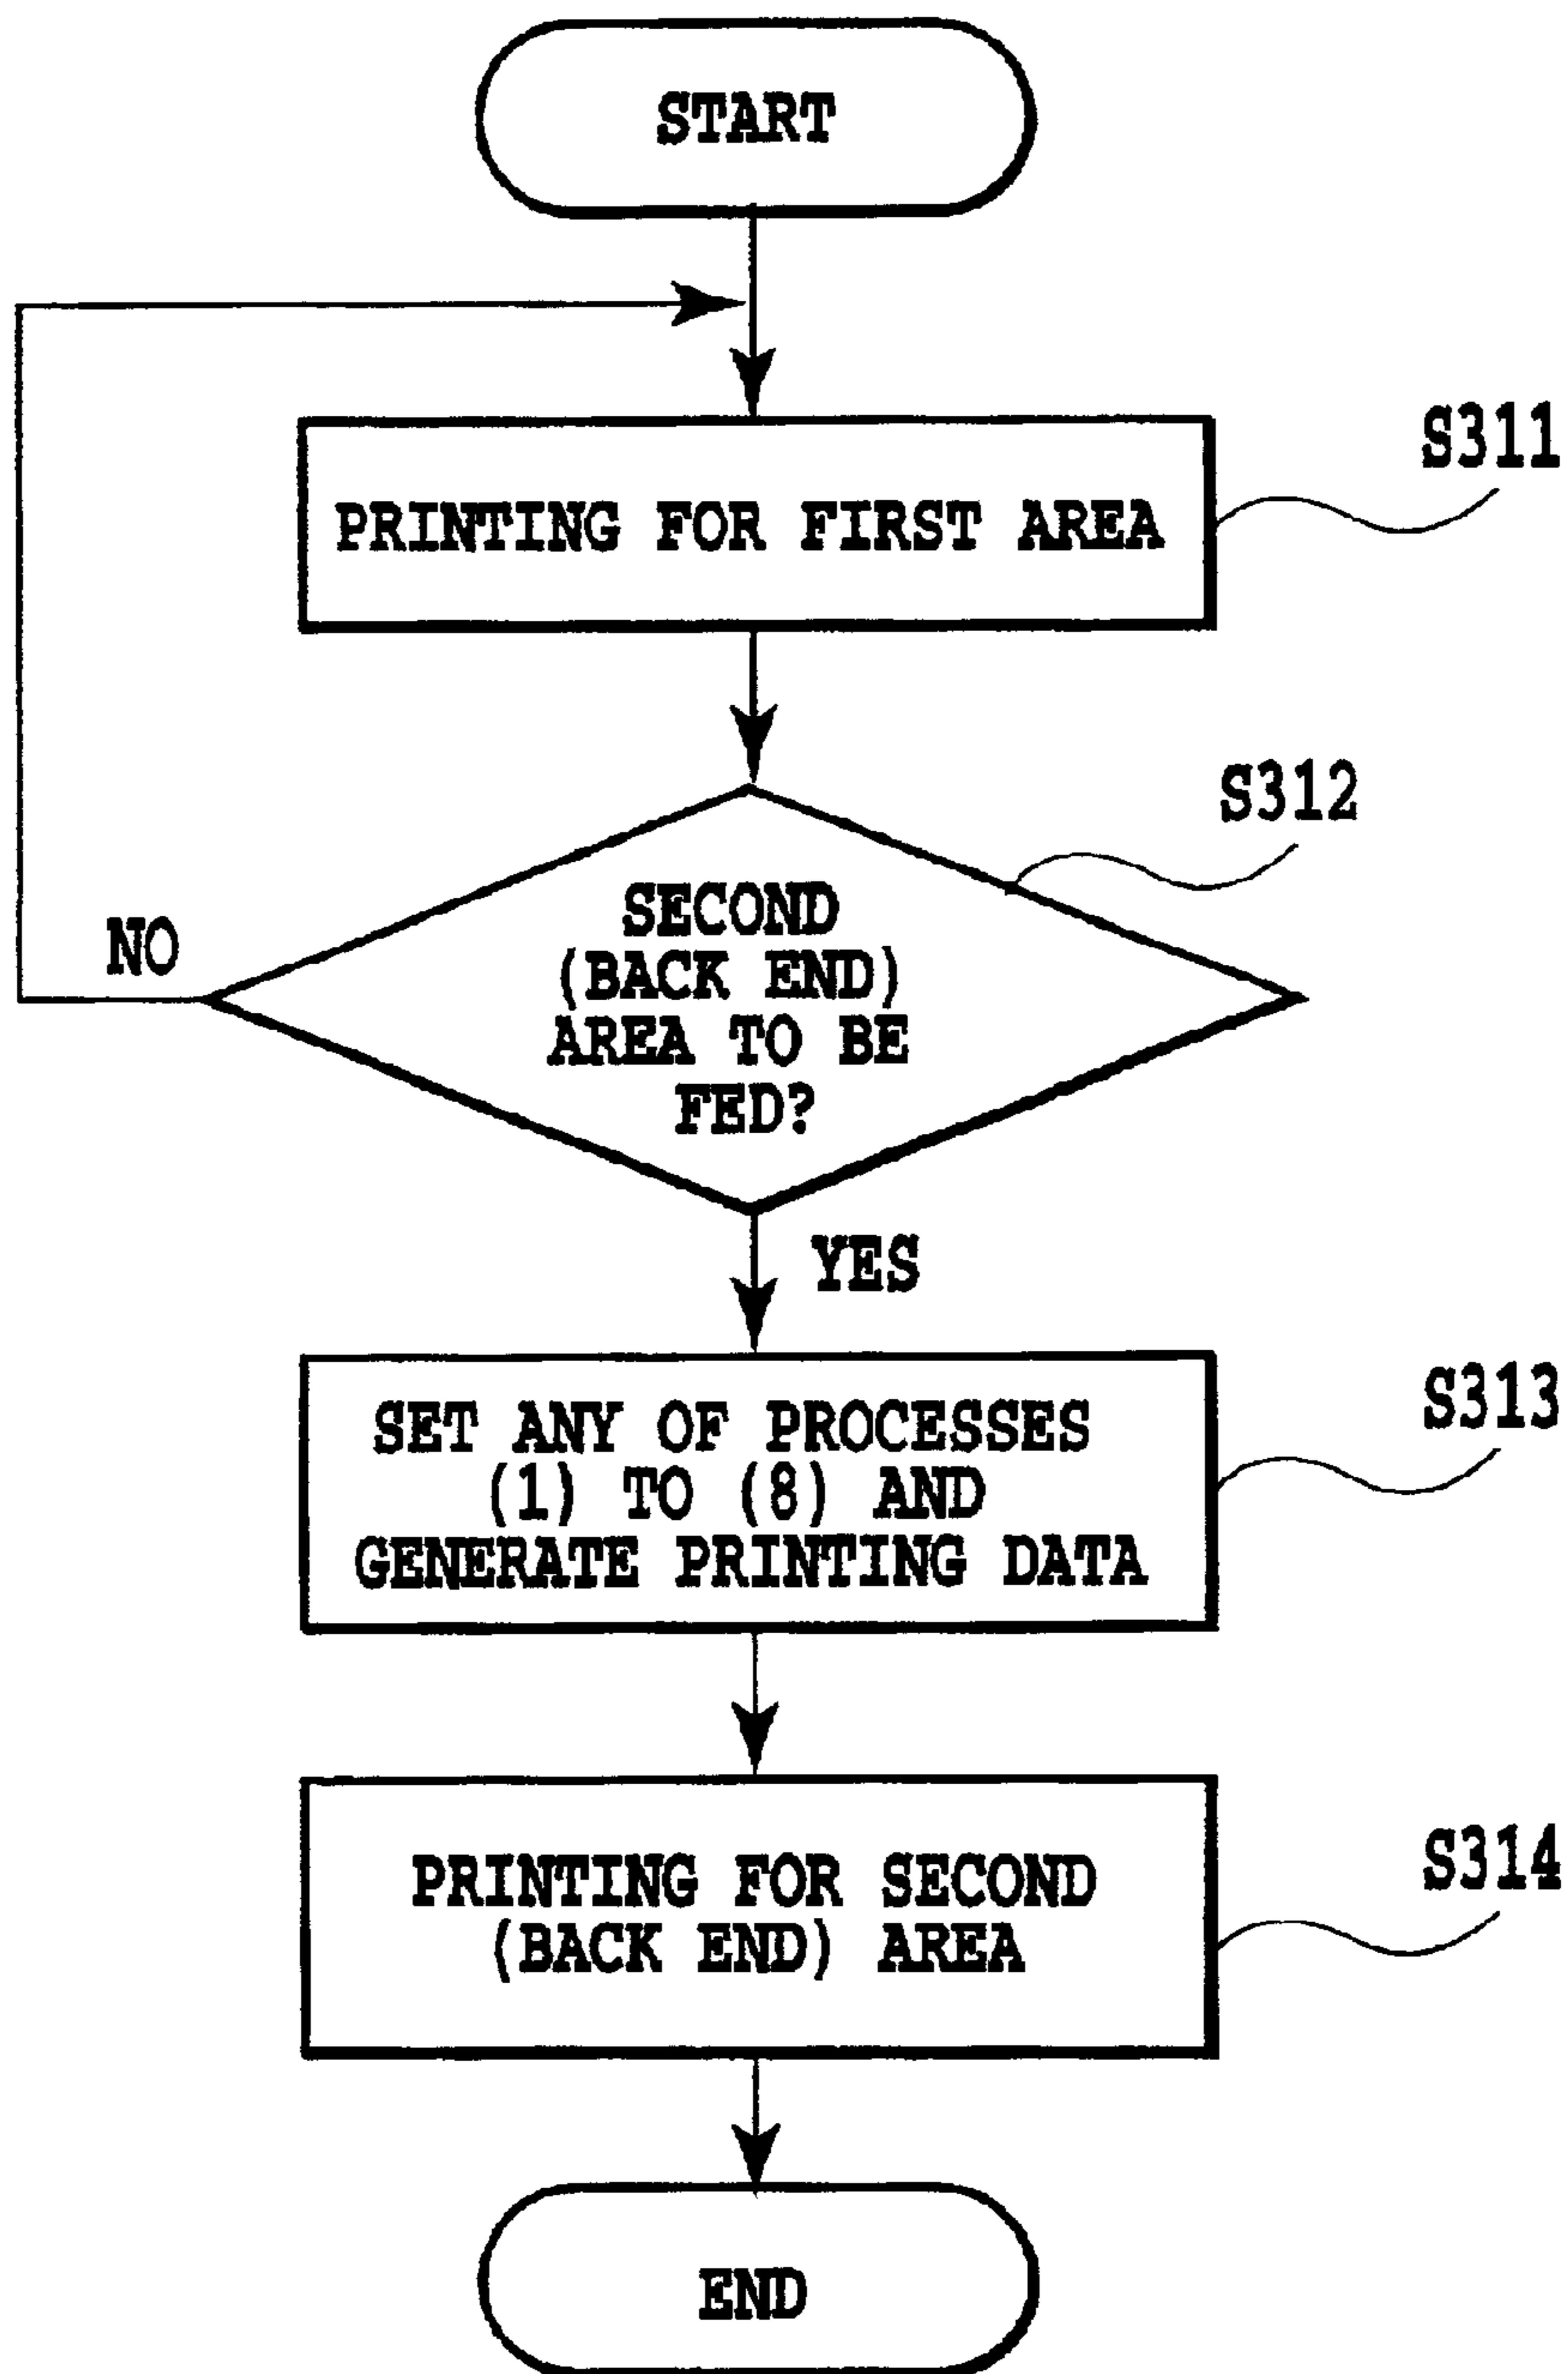 START
S311
PRINTING FOR FIRST AREA
S312
SECOND
(BACK END)
AREA TO BE
FED?
NO
YES
S313
SET ANY OF PROCESSES
(1) TO (8) AND
GENERATE PRINTING DATA
S314
PRINTING FOR SECOND
(BACK END) AREA
END